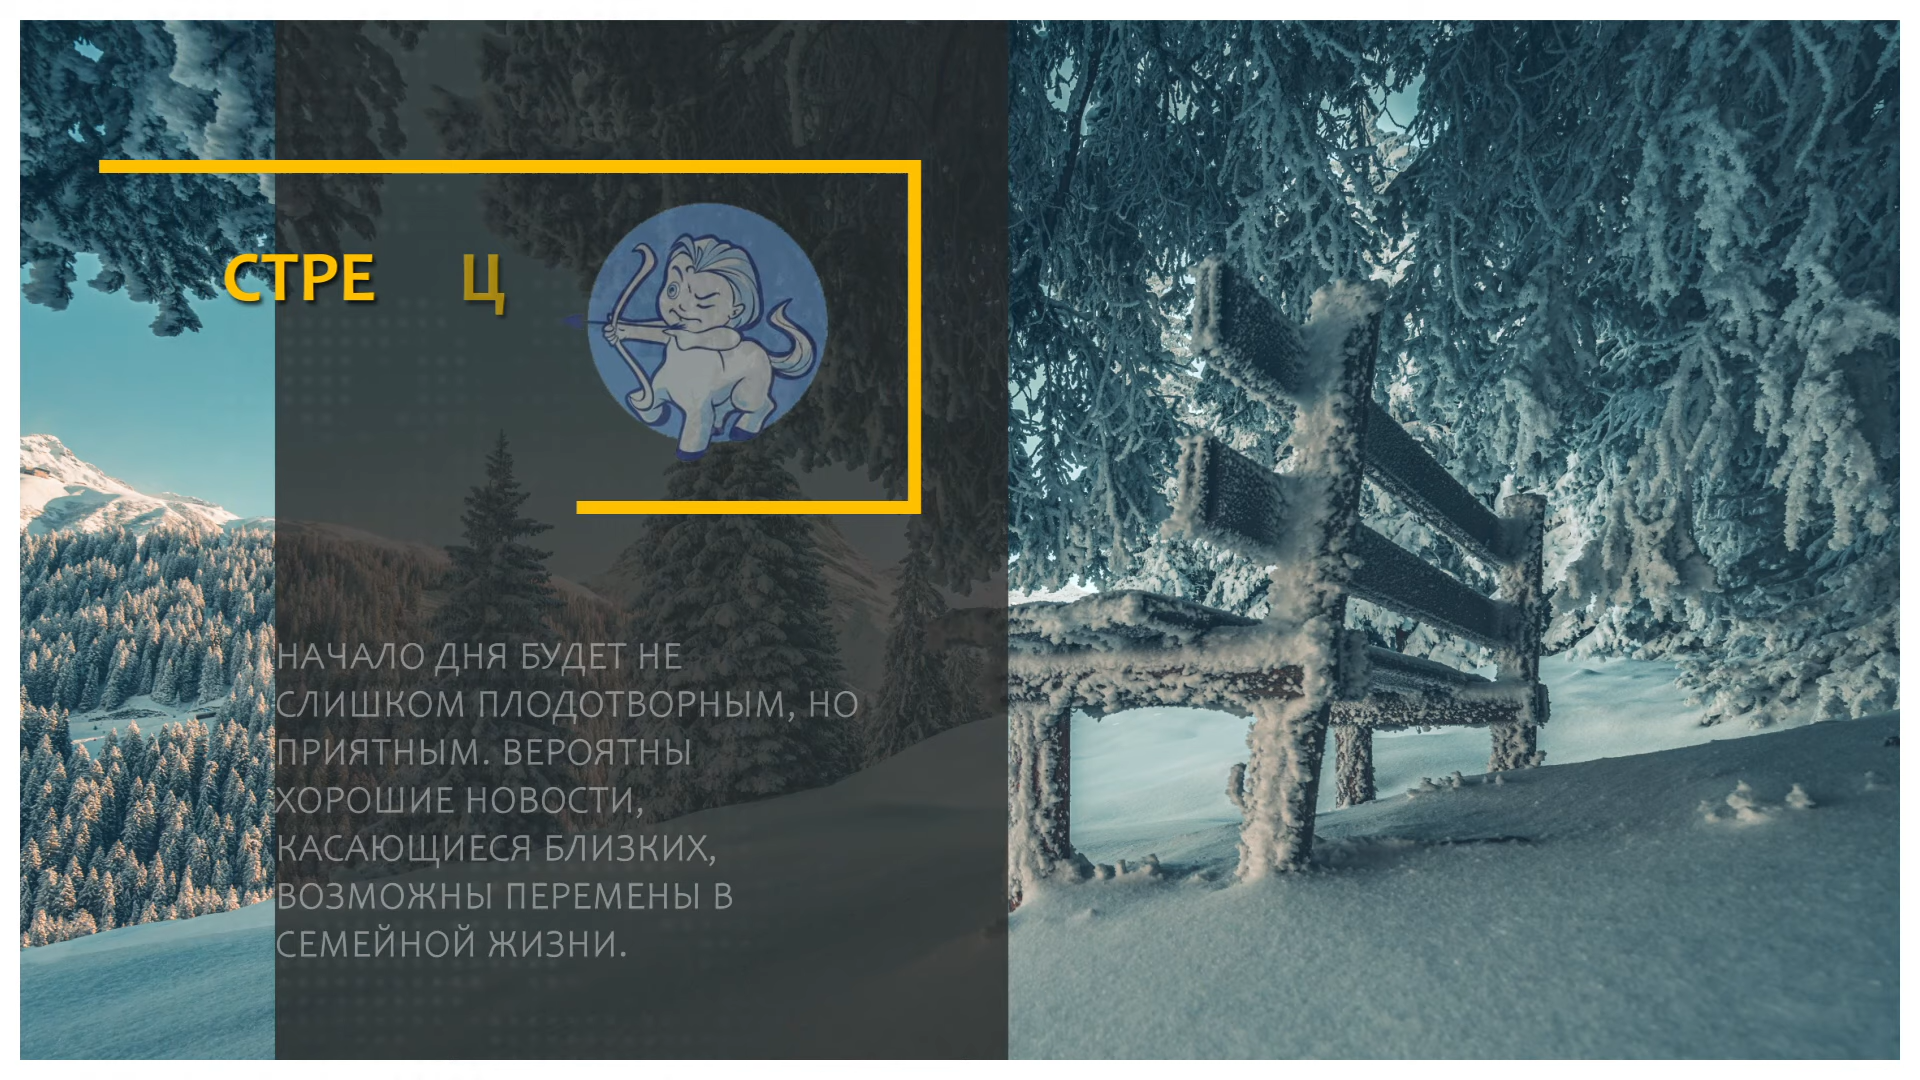 СТРЕ Ц
НАЧАЛО ДНЯ БУДЕТ НЕ
СЛИШКОМ ПЛОДОТВОРНЫМ, НО
ПРИЯТНЫМ. ВЕРОЯТНЫ
ХОРОШИЕ НОВОСТИ,
КАСАЮЩИЕСЯ БЛИЗКИХ,
ВОЗМОЖНЫ ПЕРЕМЕНЫ В
СЕМЕЙНОЙ ЖИЗНИ.